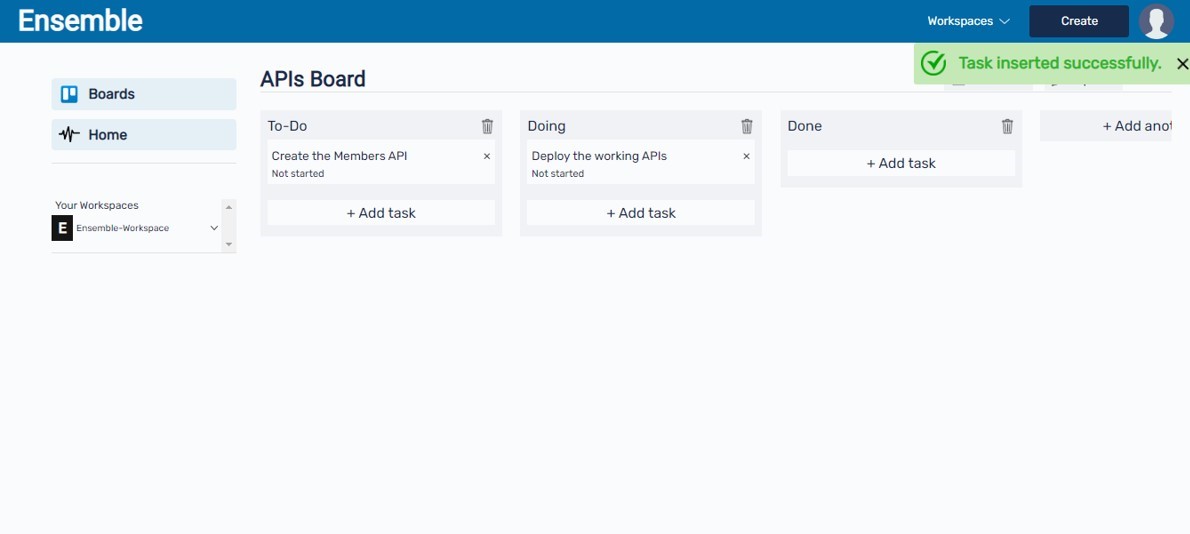 Ensemble
Workspaces
Create
Task inserted successfully.
Boards
Home
Your Workspaces
E
Ensemble-Workspace
APIs Board
To-Do
Create the Members API
Not started
+ Add task
Doing
Deploy the working APIs
Not started
+ Add task
Done
+ Add task
+ Add anot